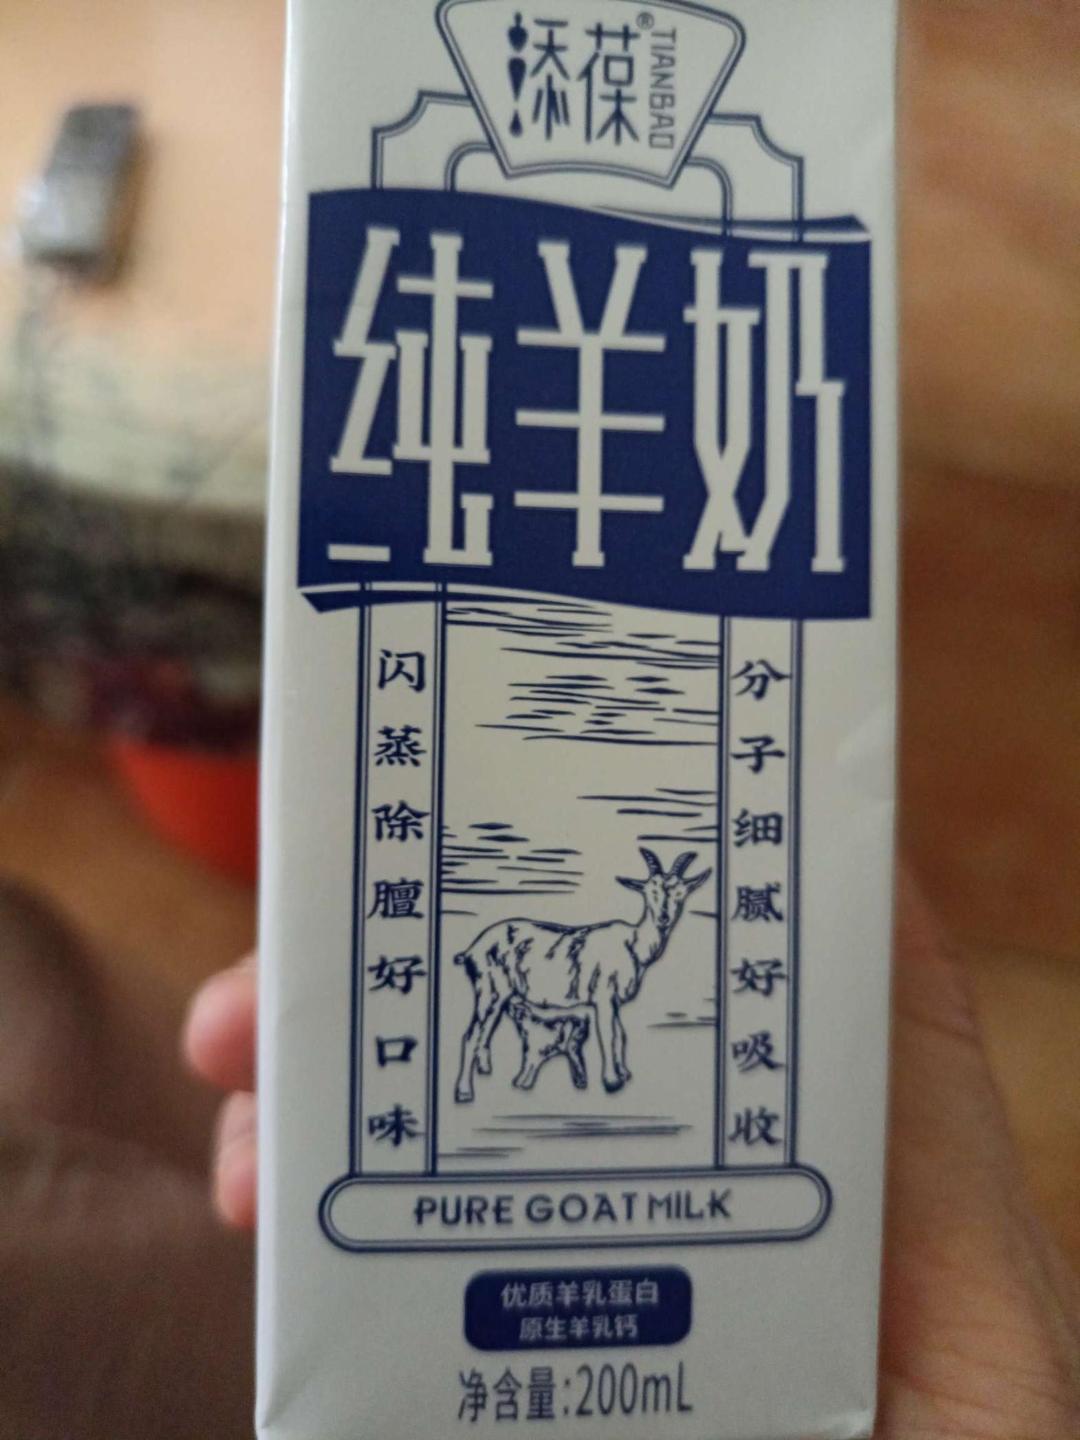 添葆®
TIANBAO
纯羊奶
闪蒸除膻好口味
分子细腻好吸收
PURE GOAT MILK
优质羊乳蛋白
原生羊乳钙
净含量:200mL